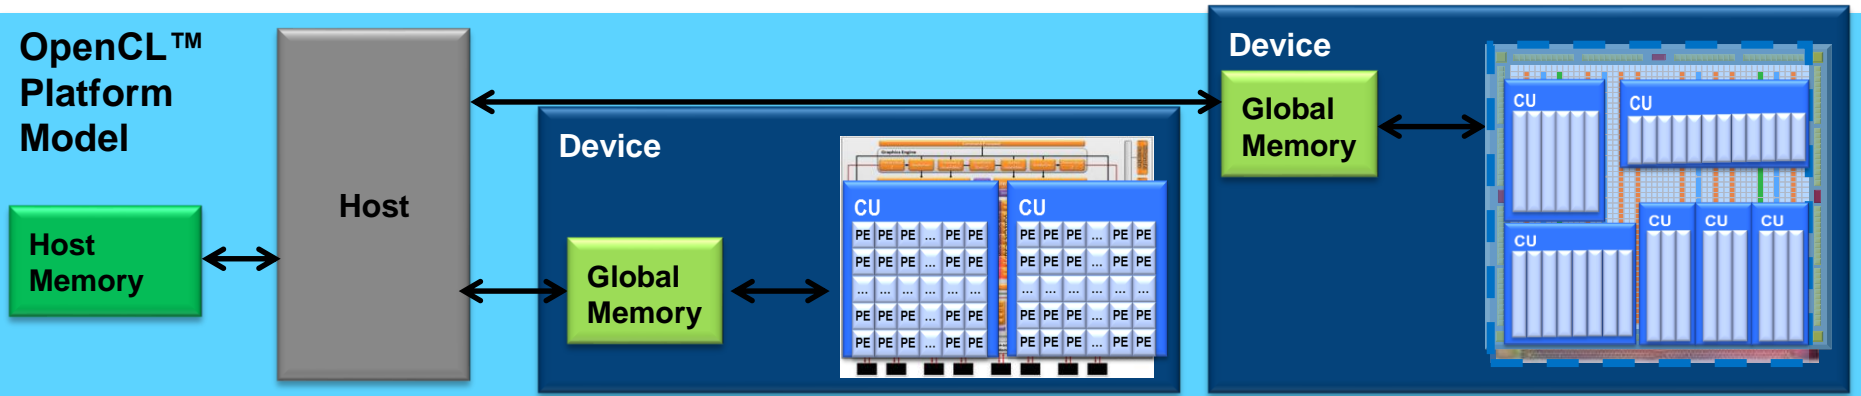 OpenCL™
Platform
Model
Host
Memory
Host
Device
Global
Memory
Graphics Engine
CU
PE PE PE ... PE PE
PE PE PE ... PE PE
... ... ... ... ... ...
PE PE PE ... PE PE
PE PE PE ... PE PE
CU
PE PE PE ... PE PE
PE PE PE ... PE PE
... ... ... ... ... ...
PE PE PE ... PE PE
PE PE PE ... PE PE
Device
Global
Memory
CU
CU
CU
CU
CU
CU